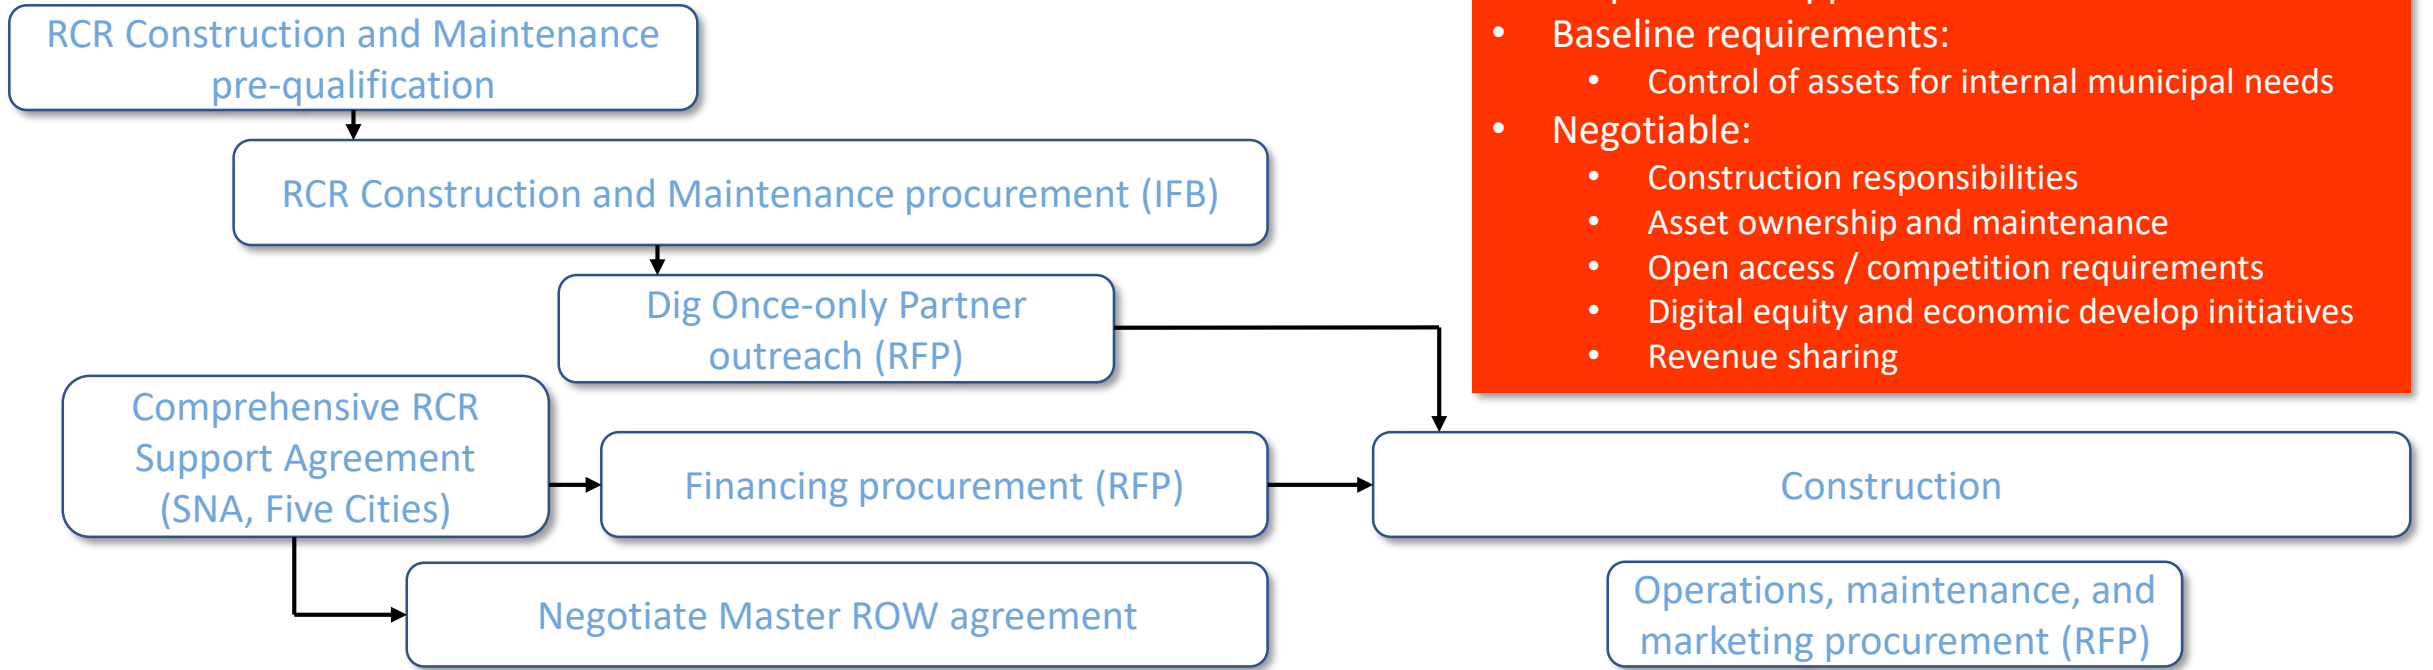 RCR Construction and Maintenance
pre-qualification
RCR Construction and Maintenance procurement (IFB)
Dig Once-only Partner
outreach (RFP)
Comprehensive RCR
Support Agreement
(SNA, Five Cities)
Financing procurement (RFP)
Negotiate Master ROW agreement
• Baseline requirements:
• Control of assets for internal municipal needs
• Negotiable:
• Construction responsibilities
• Asset ownership and maintenance
• Open access / competition requirements
• Digital equity and economic develop initiatives
• Revenue sharing
Construction
Operations, maintenance, and
marketing procurement (RFP)